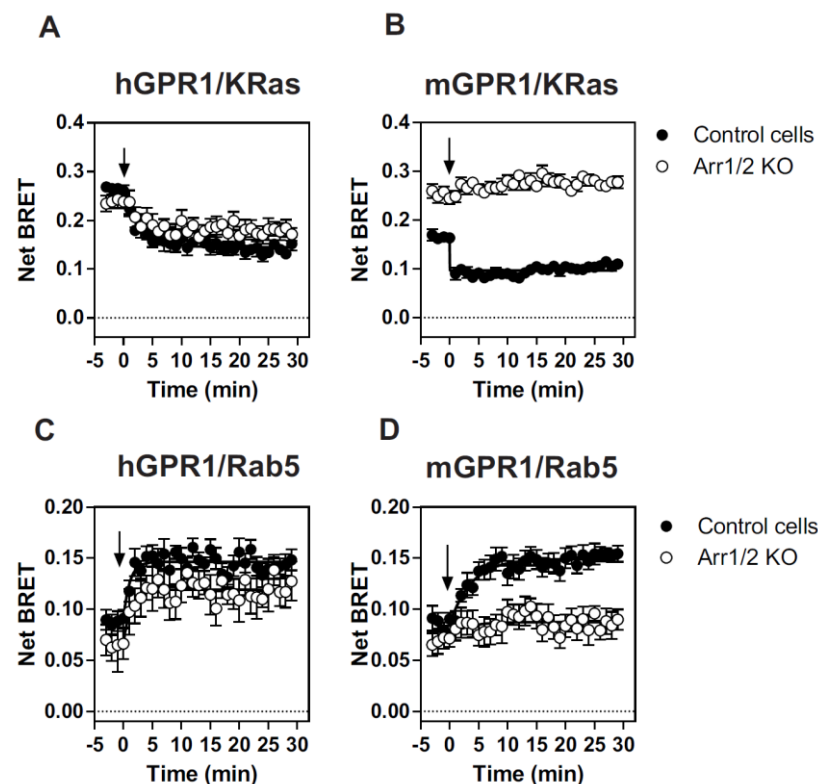 A
B
hGPR1/KRas
mGPR1/KRas
Control cells
Arr1/2 KO
Net BRET
0.4
0.3
0.2
0.1
0.0
-5 0 5 10 15 20 25 30
Time (min)
Net BRET
0.4
0.3
0.2
0.1
0.0
-5 0 5 10 15 20 25 30
Time (min)
C
D
hGPR1/Rab5
mGPR1/Rab5
Control cells
Arr1/2 KO
Net BRET
0.20
0.15
0.10
0.05
0.00
-5 0 5 10 15 20 25 30
Time (min)
Net BRET
0.20
0.15
0.10
0.05
0.00
-5 0 5 10 15 20 25 30
Time (min)